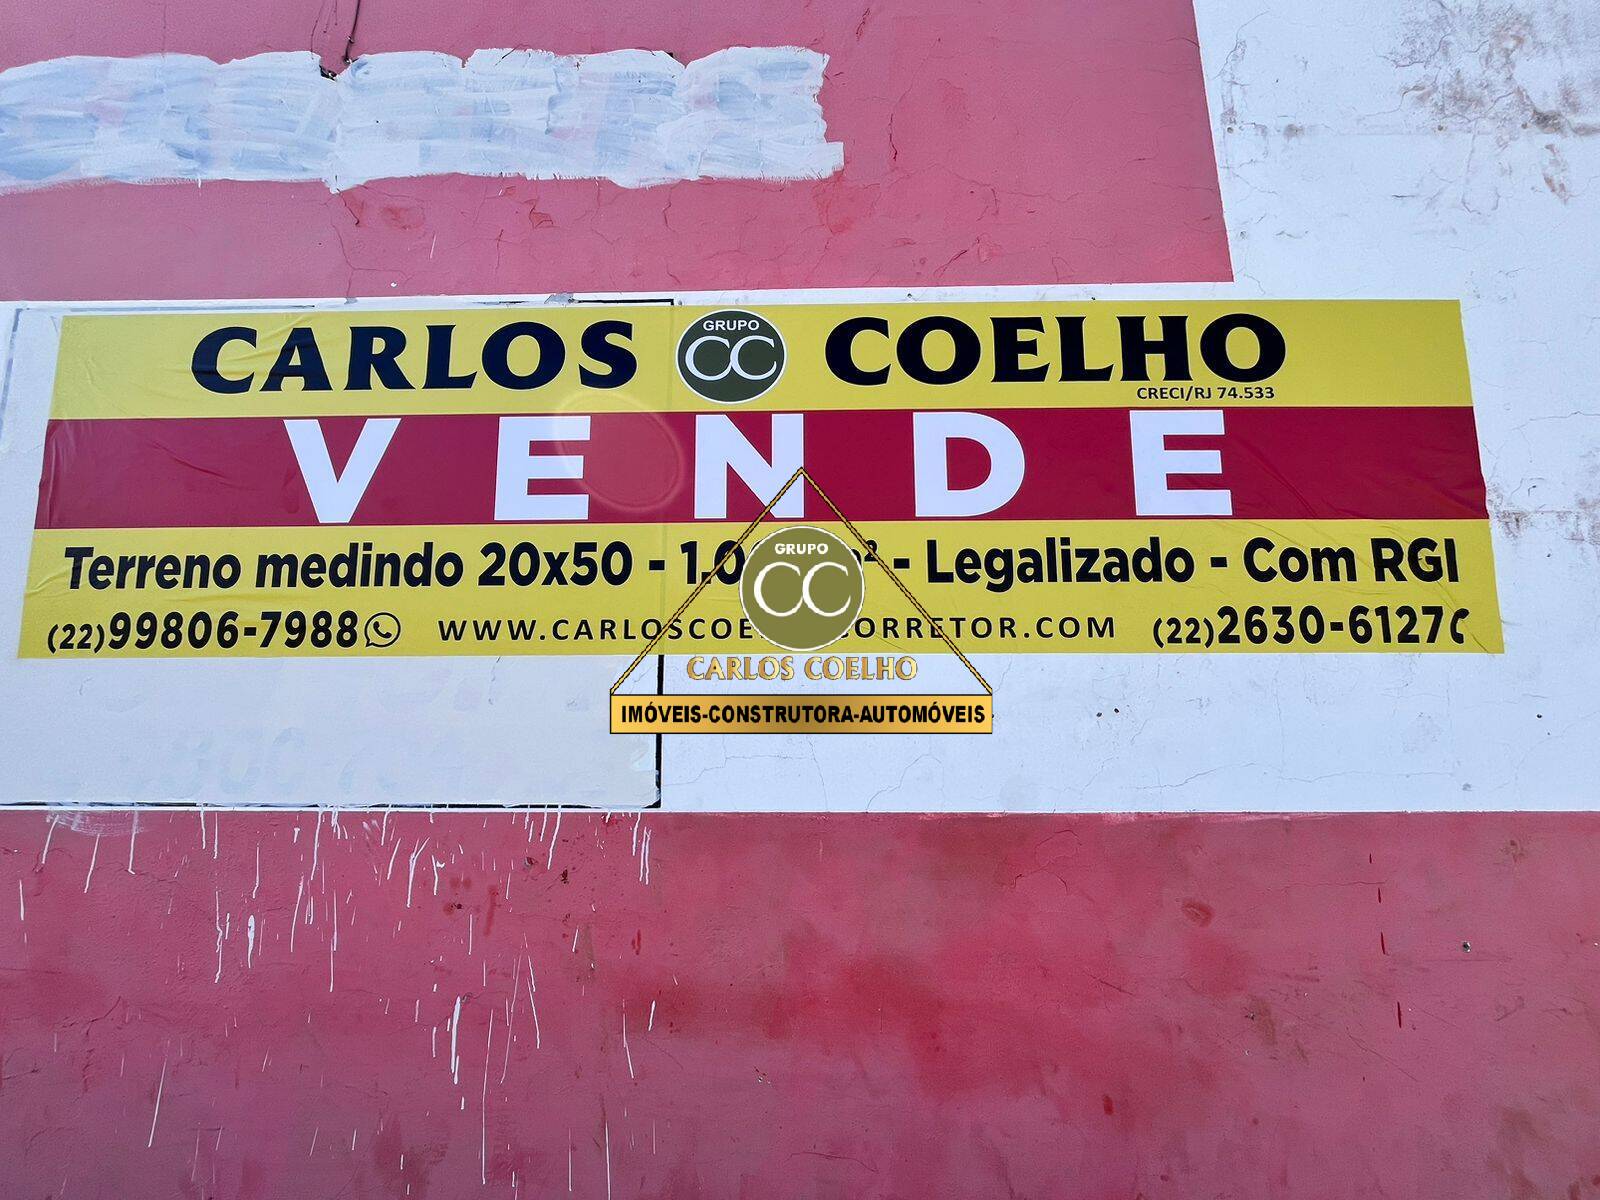 CARLOS GRUPO CC COELHO
CRECI/RJ 74.533
VENDE
Terreno medindo 20x50 - - Legalizado - Com RGI
(22)99806-7988 (22)2630-6127
GRUPO
CC
CARLOS COELHO
IMÓVEIS-CONSTRUTORA-AUTOMÓVEIS